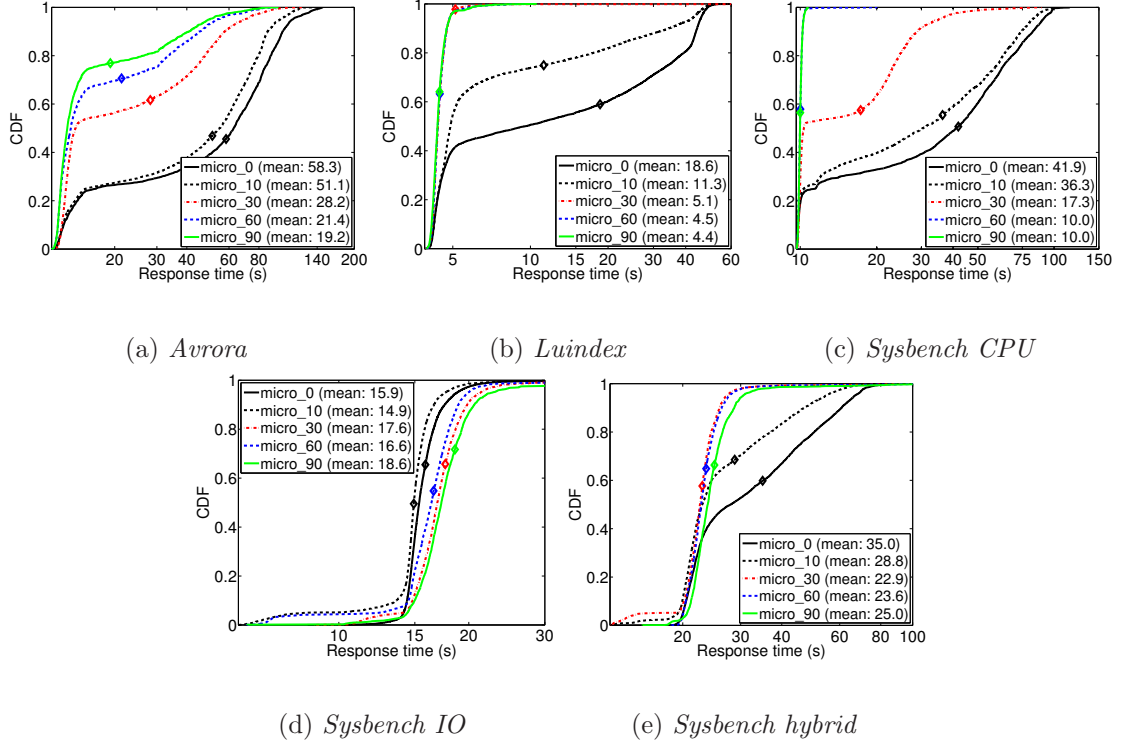 1
0.8
0.6
0.4
0.2
0
CDF
20 30 40 60 80 100 140 200
Response time (s)
micro_0 (mean: 58.3)
micro_10 (mean: 51.1)
micro_30 (mean: 28.2)
micro_60 (mean: 21.4)
micro_90 (mean: 19.2)
(a) Avrora
1
0.8
0.6
0.4
0.2
0
CDF
5 10 15 20 30 40 60
Response time (s)
micro_0 (mean: 18.6)
micro_10 (mean: 11.3)
micro_30 (mean: 5.1)
micro_60 (mean: 4.5)
micro_90 (mean: 4.4)
(b) Luindex
1
0.8
0.6
0.4
0.2
0
CDF
10 20 30 40 50 75 100 150
Response time (s)
micro_0 (mean: 41.9)
micro_10 (mean: 36.3)
micro_30 (mean: 17.3)
micro_60 (mean: 10.0)
micro_90 (mean: 10.0)
(c) Sysbench CPU
1
0.8
0.6
0.4
0.2
0
CDF
10 15 20 30
Response time (s)
micro_0 (mean: 15.9)
micro_10 (mean: 14.9)
micro_30 (mean: 17.6)
micro_60 (mean: 16.6)
micro_90 (mean: 18.6)
(d) Sysbench IO
1
0.8
0.6
0.4
0.2
0
CDF
20 30 40 60 80 100
Response time (s)
micro_0 (mean: 35.0)
micro_10 (mean: 28.8)
micro_30 (mean: 22.9)
micro_60 (mean: 23.6)
micro_90 (mean: 25.0)
(e) Sysbench hybrid